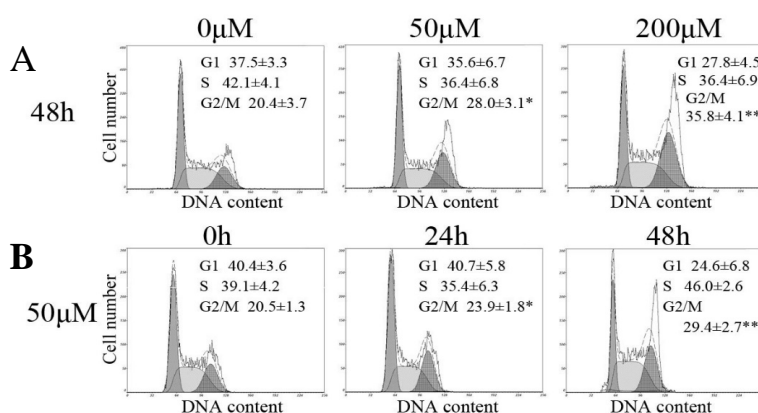 0µM 50µM 200µM
A
48h
Cell number
G1 37.5±3.3
S 42.1±4.1
G2/M 20.4±3.7
G1 35.6±6.7
S 36.4±6.8
G2/M 28.0±3.1*
G1 27.8±4.5
S 36.4±6.9
G2/M
35.8±4.1**
DNA content DNA content DNA content
B
50µM
0h 24h 48h
Cell number
G1 40.4±3.6
S 39.1±4.2
G2/M 20.5±1.3
G1 40.7±5.8
S 35.4±6.3
G2/M 23.9±1.8*
G1 24.6±6.8
S 46.0±2.6
G2/M
29.4±2.7**
DNA content DNA content DNA content